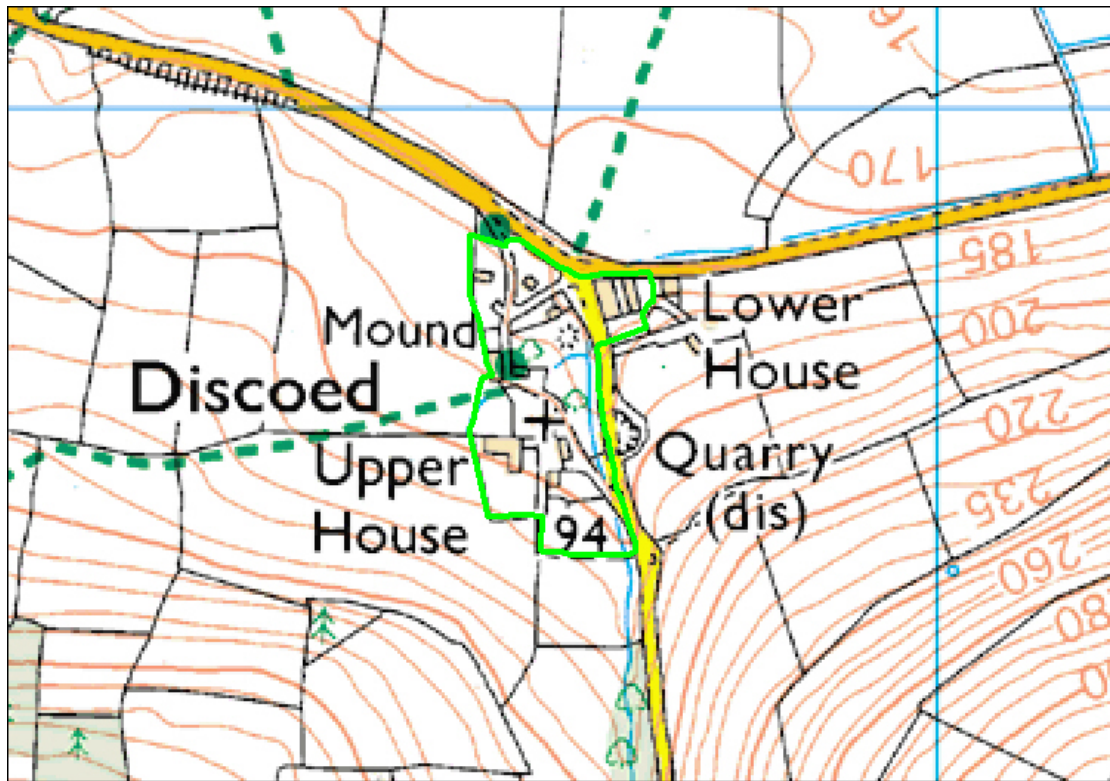 170
185
Lower
House
200
Mound
Discoed
220
Upper
House
Quarry
(dis)
235
94
260